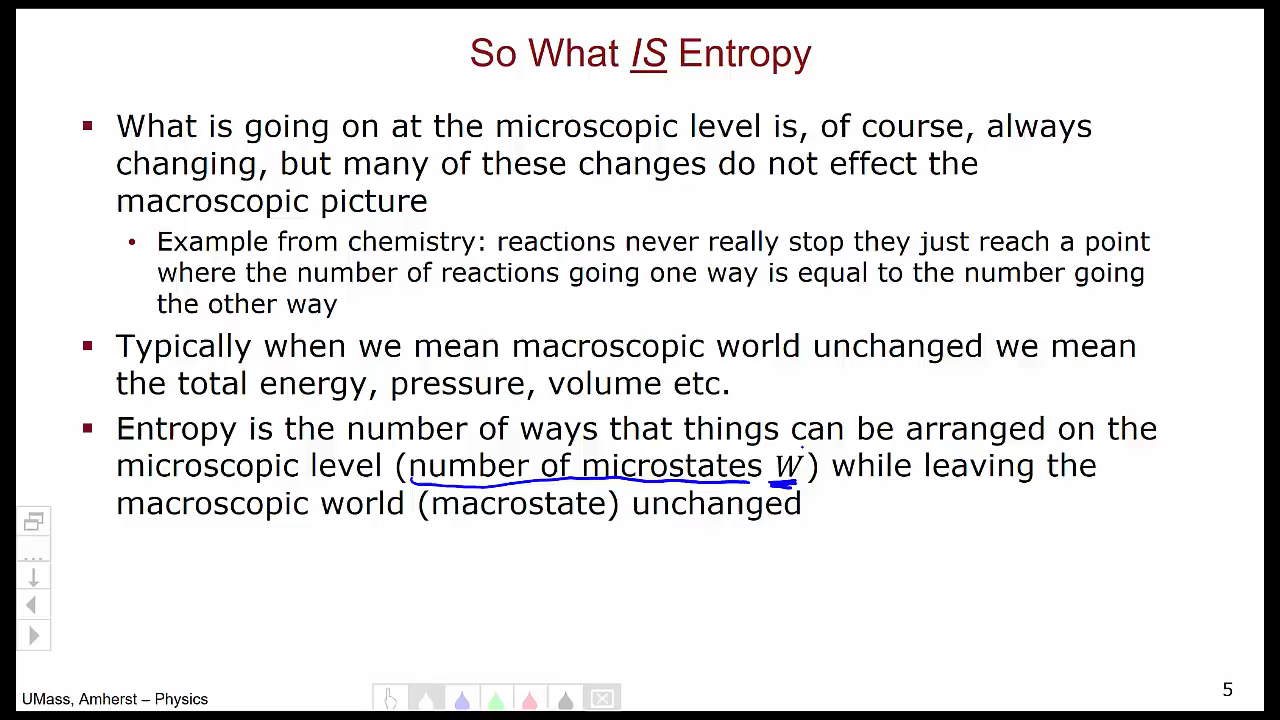 So What IS Entropy
▪ What is going on at the microscopic level is, of course, always
changing, but many of these changes do not effect the
macroscopic picture
• Example from chemistry: reactions never really stop they just reach a point
where the number of reactions going one way is equal to the number going
the other way
▪ Typically when we mean macroscopic world unchanged we mean
the total energy, pressure, volume etc.
▪ Entropy is the number of ways that things can be arranged on the
microscopic level (number of microstates W) while leaving the
macroscopic world (macrostate) unchanged
UMass, Amherst – Physics
5